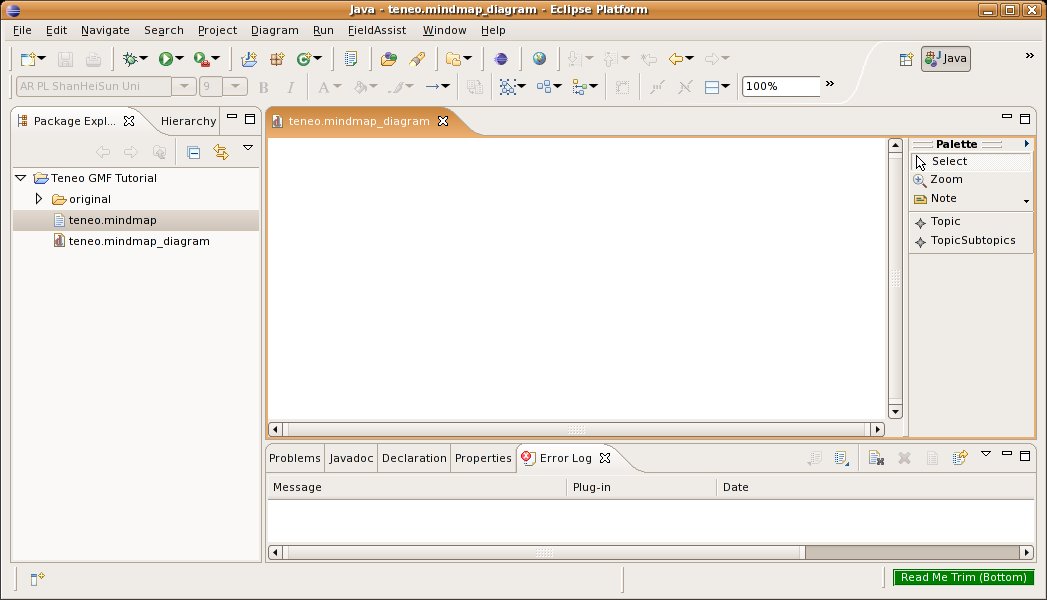 Java - teneo.mindmap_diagram - Eclipse Platform
File Edit Navigate Search Project Diagram Run FieldAssist Window Help
Java
AR PL ShanHeiSun Uni 9 B I A 100%
Package Expl... Hierarchy
teneo.mindmap_diagram
Palette
Select
Zoom
Note
Topic
TopicSubtopics
Teneo GMF Tutorial
original
teneo.mindmap
teneo.mindmap_diagram
Problems Javadoc Declaration Properties Error Log
Message Plug-in Date
Read Me Trim (Bottom)